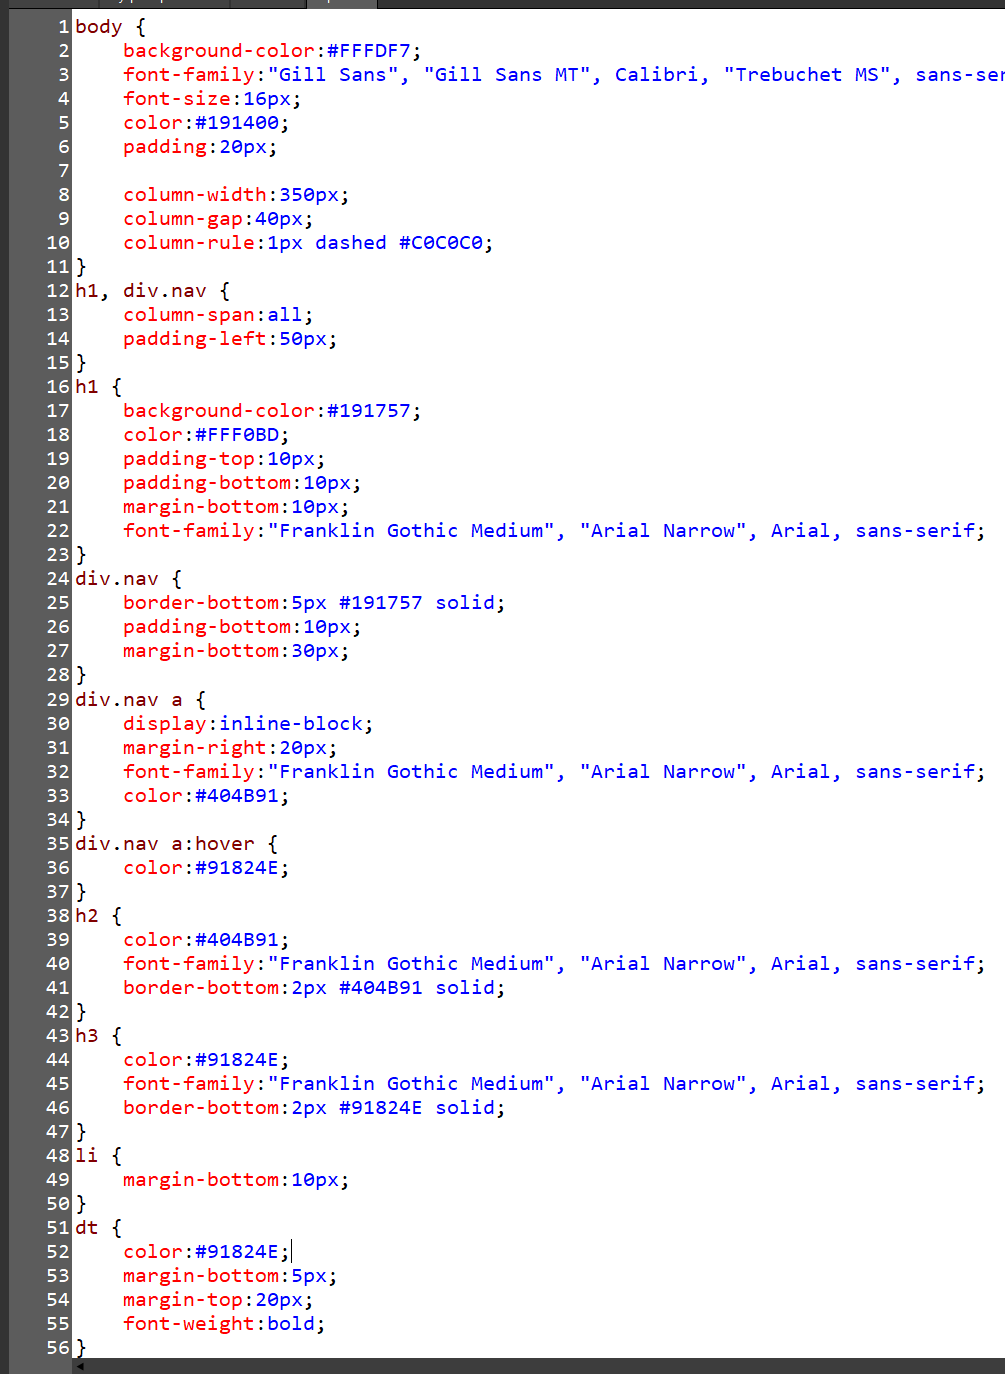 1 body {
2 background-color:#FFFDF7;
3 font-family:"Gill Sans", "Gill Sans MT", Calibri, "Trebuchet MS", sans-ser
4 font-size:16px;
5 color:#191400;
6 padding:20px;
7
8 column-width:350px;
9 column-gap:40px;
10 column-rule:1px dashed #C0C0C0;
11 }
12 h1, div.nav {
13 column-span:all;
14 padding-left:50px;
15 }
16 h1 {
17 background-color:#191757;
18 color:#FFF0BD;
19 padding-top:10px;
20 padding-bottom:10px;
21 margin-bottom:10px;
22 font-family:"Franklin Gothic Medium", "Arial Narrow", Arial, sans-serif;
23 }
24 div.nav {
25 border-bottom:5px #191757 solid;
26 padding-bottom:10px;
27 margin-bottom:30px;
28 }
29 div.nav a {
30 display:inline-block;
31 margin-right:20px;
32 font-family:"Franklin Gothic Medium", "Arial Narrow", Arial, sans-serif;
33 color:#404B91;
34 }
35 div.nav a:hover {
36 color:#91824E;
37 }
38 h2 {
39 color:#404B91;
40 font-family:"Franklin Gothic Medium", "Arial Narrow", Arial, sans-serif;
41 border-bottom:2px #404B91 solid;
42 }
43 h3 {
44 color:#91824E;
45 font-family:"Franklin Gothic Medium", "Arial Narrow", Arial, sans-serif;
46 border-bottom:2px #91824E solid;
47 }
48 li {
49 margin-bottom:10px;
50 }
51 dt {
52 color:#91824E;
53 margin-bottom:5px;
54 margin-top:20px;
55 font-weight:bold;
56 }